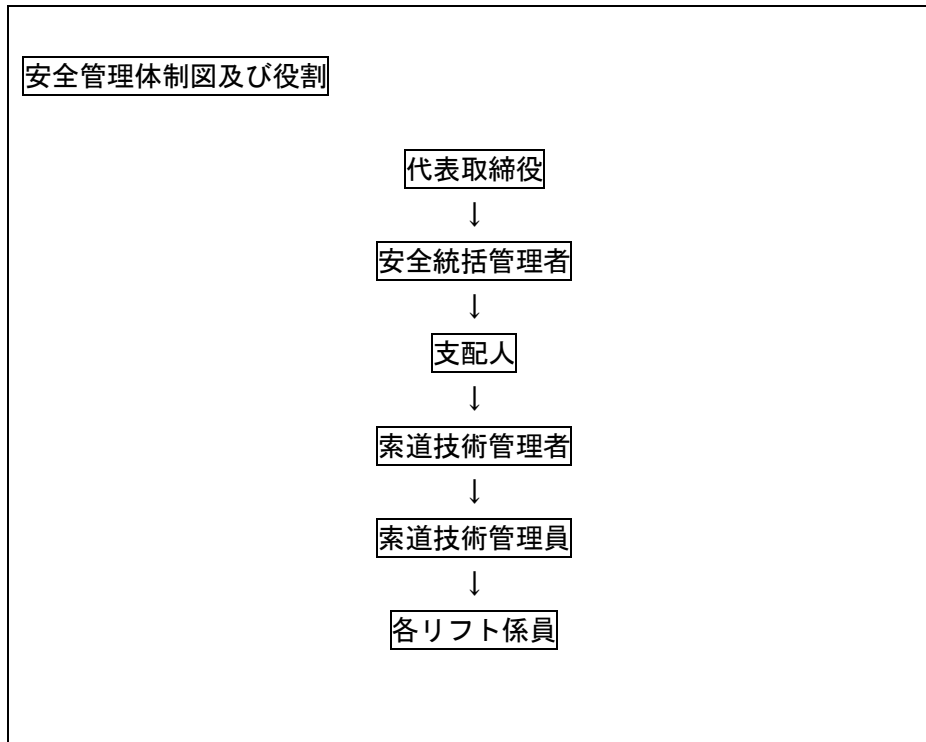 安全管理体制図及び役割
代表取締役
↓
安全統括管理者
↓
支配人
↓
索道技術管理者
↓
索道技術管理員
↓
各リフト係員